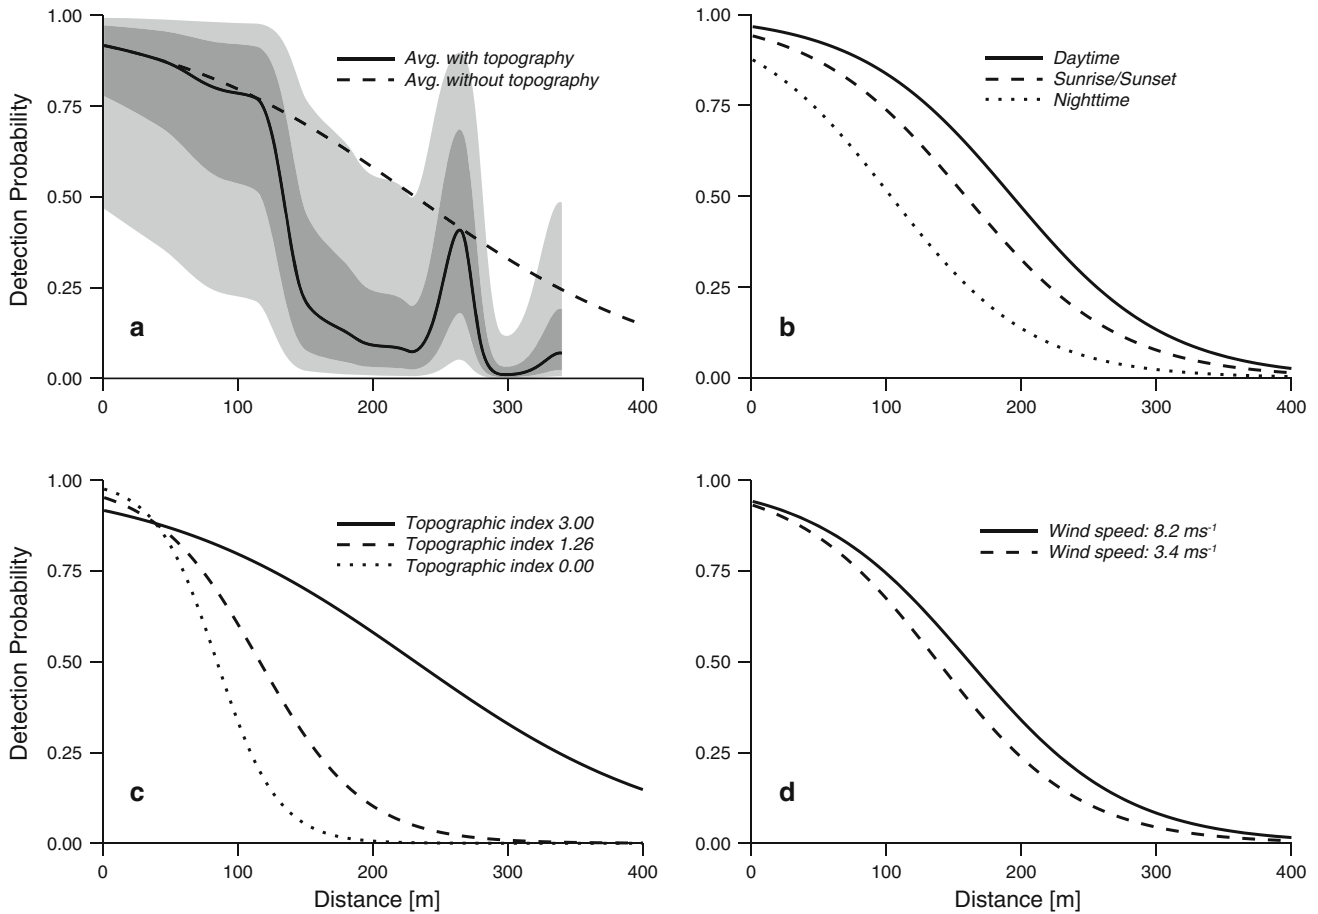 1.00
0.75
0.50
0.25
0.00
Detection Probability
Avg. with topography
Avg. without topography
a
0
100
200
300
400
1.00
0.75
0.50
0.25
0.00
Daytime
Sunrise/Sunset
Nighttime
b
0
100
200
300
400
1.00
0.75
0.50
0.25
0.00
Detection Probability
Topographic index 3.00
Topographic index 1.26
Topographic index 0.00
c
0
100
200
300
400
Distance [m]
1.00
0.75
0.50
0.25
0.00
Wind speed: 8.2 ms⁻¹
Wind speed: 3.4 ms⁻¹
d
0
100
200
300
400
Distance [m]